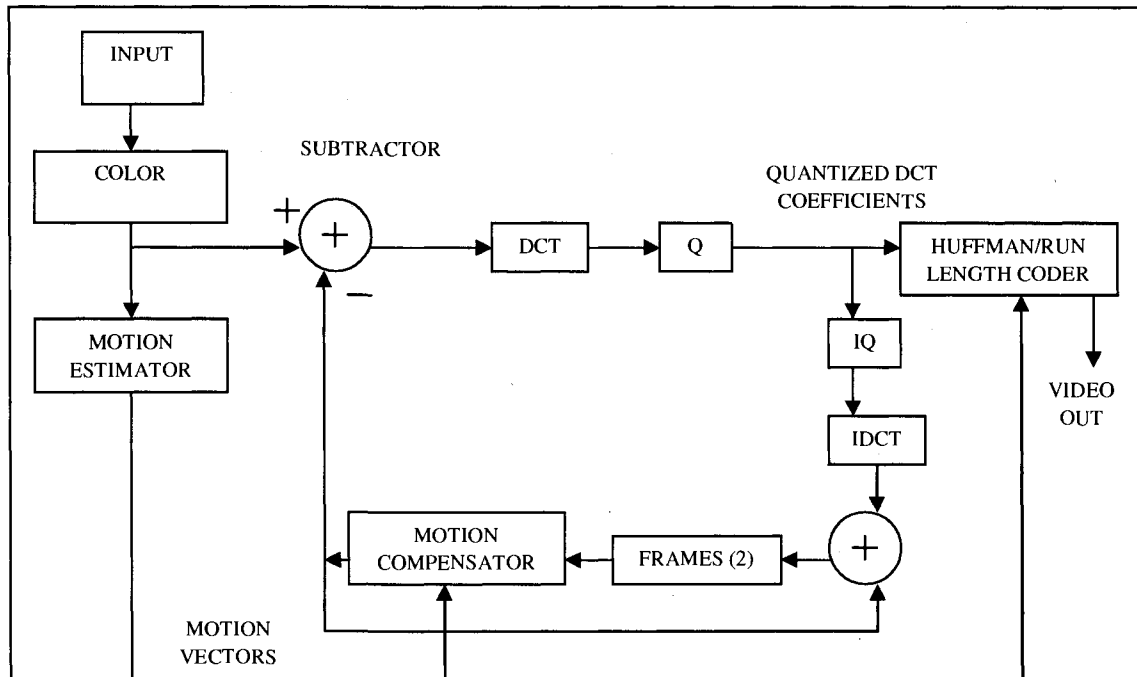 INPUT
COLOR
SUBTRACTOR
QUANTIZED DCT
COEFFICIENTS
+
+
−
DCT
Q
HUFFMAN/RUN
LENGTH CODER
MOTION
ESTIMATOR
IQ
VIDEO
OUT
IDCT
MOTION
COMPENSATOR
FRAMES (2)
+
MOTION
VECTORS